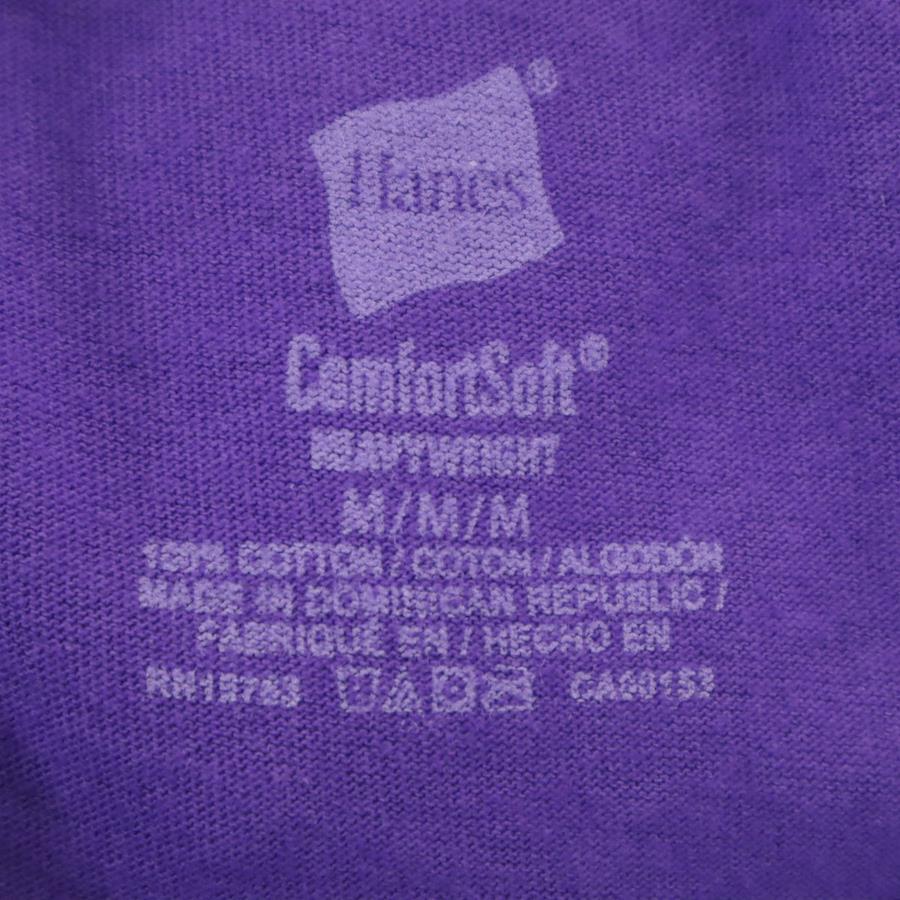 Hanes®
ComfortSoft®
HEAVYWEIGHT
M/M/M
100% COTTON / COTON / ALGODÓN
MADE IN DOMINICAN REPUBLIC /
FABRIQUÉ EN / HECHO EN
RN15763 CA00153